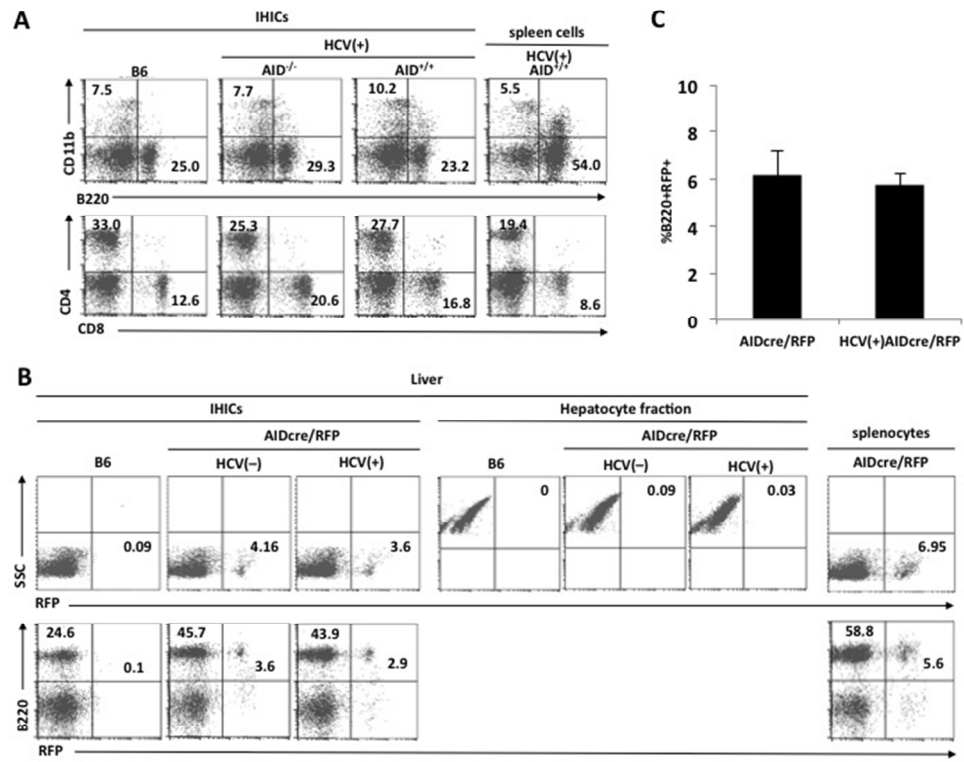 A
IHICs
spleen cells
HCV(+)
HCV(+)
B6
AID-/-
AID+/+
AID+/+
CD11b
7.5
25.0
7.7
29.3
10.2
23.2
5.5
54.0
B220
CD4
33.0
12.6
25.3
20.6
27.7
16.8
19.4
8.6
CD8
C
%B220+RFP+
10
8
6
4
2
0
AIDcre/RFP
HCV(+)AIDcre/RFP
B
Liver
IHICs
Hepatocyte fraction
AIDcre/RFP
AIDcre/RFP
splenocytes
B6
HCV(–)
HCV(+)
B6
HCV(–)
HCV(+)
AIDcre/RFP
SSC
0.09
4.16
3.6
0
0.09
0.03
6.95
RFP
B220
24.6
0.1
45.7
3.6
43.9
2.9
58.8
5.6
RFP